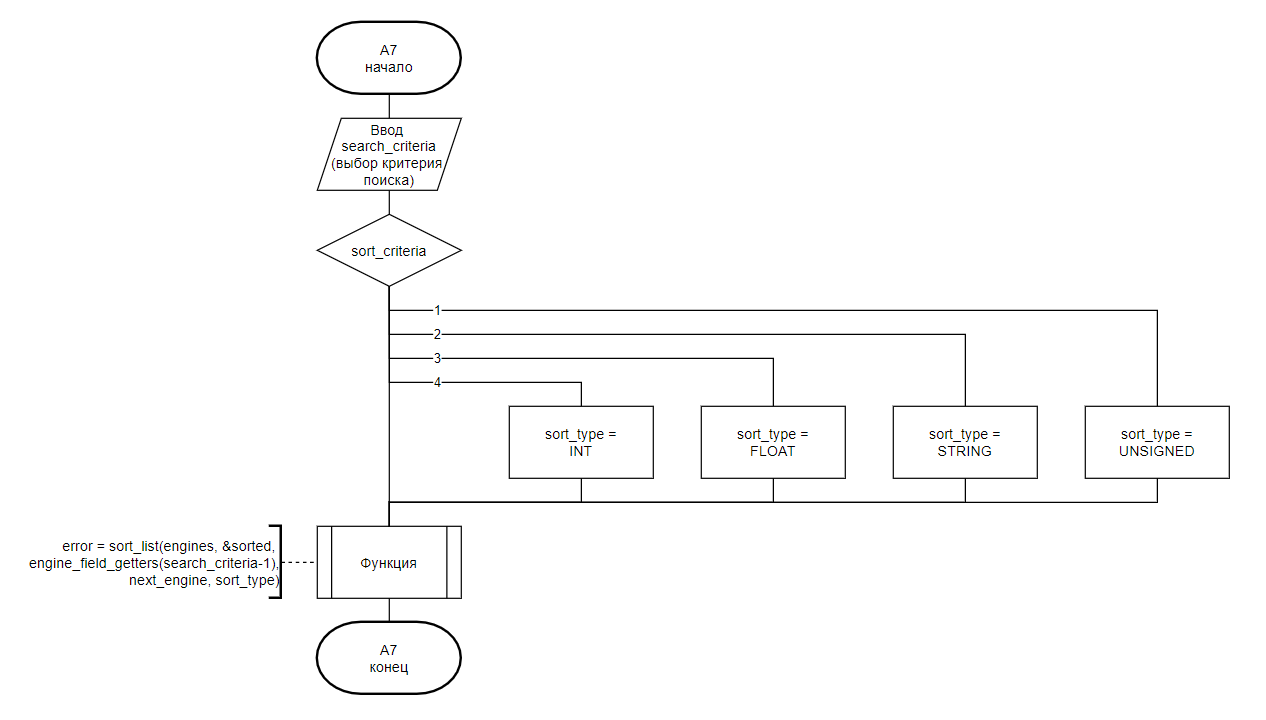 A7
начало
Ввод
search_criteria
(выбор критерия
поиска)
sort_criteria
1
2
3
4
sort_type =
INT
sort_type =
FLOAT
sort_type =
STRING
sort_type =
UNSIGNED
error = sort_list(engines, &sorted,
engine_field_getters(search_criteria-1),
next_engine, sort_type)
Функция
A7
конец